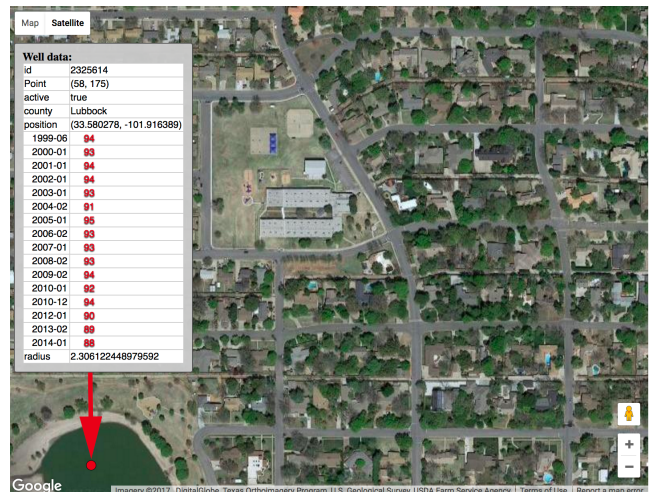 Map Satellite
Well data:
id 2325614
Point (58, 175)
active true
county Lubbock
position (33.580278, -101.916389)
1999-06 94
2000-01 93
2001-01 94
2002-01 94
2003-01 93
2004-02 91
2005-01 95
2006-02 93
2007-01 93
2008-02 93
2009-02 94
2010-01 92
2010-12 94
2012-01 90
2013-02 89
2014-01 88
radius 2.306122448979592
+
−
Google Imagery ©2017 , DigitalGlobe, Texas Orthoimagery Program, U.S. Geological Survey, USDA Farm Service Agency Terms of Use Report a map error